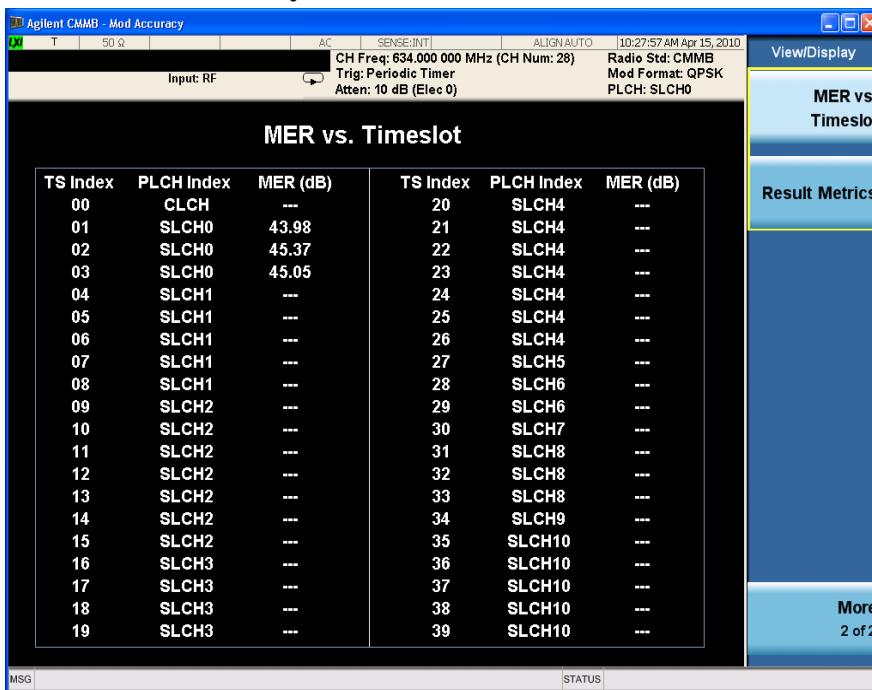 Agilent CMMB - Mod Accuracy
LXI T 50 Ω AC SENSE:INT ALIGN AUTO 10:27:57 AM Apr 15, 2010
CH Freq: 634.000 000 MHz (CH Num: 28) Radio Std: CMMB
Input: RF Trig: Periodic Timer Mod Format: QPSK
Atten: 10 dB (Elec 0) PLCH: SLCH0
View/Display
MER vs
Timeslo
Result Metrics
More
2 of 2
MER vs. Timeslot
TS Index PLCH Index MER (dB) TS Index PLCH Index MER (dB)
00 CLCH --- 20 SLCH4 ---
01 SLCH0 43.98 21 SLCH4 ---
02 SLCH0 45.37 22 SLCH4 ---
03 SLCH0 45.05 23 SLCH4 ---
04 SLCH1 --- 24 SLCH4 ---
05 SLCH1 --- 25 SLCH4 ---
06 SLCH1 --- 26 SLCH4 ---
07 SLCH1 --- 27 SLCH5 ---
08 SLCH1 --- 28 SLCH6 ---
09 SLCH2 --- 29 SLCH6 ---
10 SLCH2 --- 30 SLCH7 ---
11 SLCH2 --- 31 SLCH8 ---
12 SLCH2 --- 32 SLCH8 ---
13 SLCH2 --- 33 SLCH8 ---
14 SLCH2 --- 34 SLCH9 ---
15 SLCH2 --- 35 SLCH10 ---
16 SLCH3 --- 36 SLCH10 ---
17 SLCH3 --- 37 SLCH10 ---
18 SLCH3 --- 38 SLCH10 ---
19 SLCH3 --- 39 SLCH10 ---
MSG STATUS